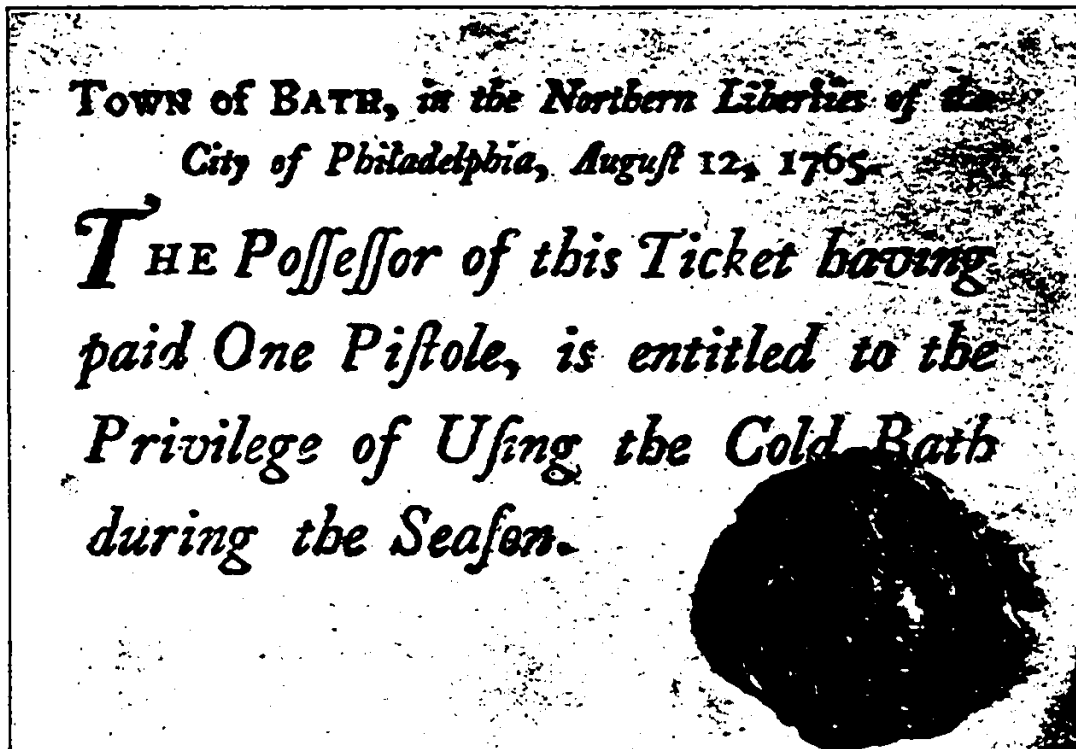 TOWN of BATH, in the Northern Liberties of the
City of Philadelphia, Auguſt 12, 1765.
THE Poſſeſſor of this Ticket having
paid One Piſtole, is entitled to the
Privilege of Uſing the Cold Bath
during the Seaſon.